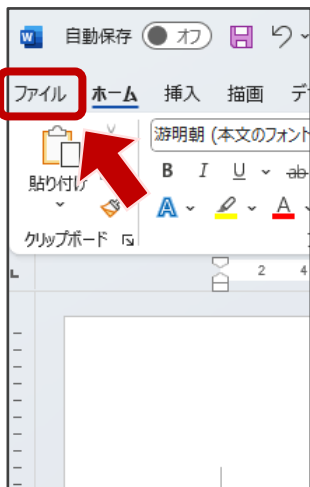 W 自動保存 オフ
ファイル ホーム 挿入 描画 デ
游明朝 (本文のフォント
B I U ab
貼り付け
A A
クリップボード
L 2 4